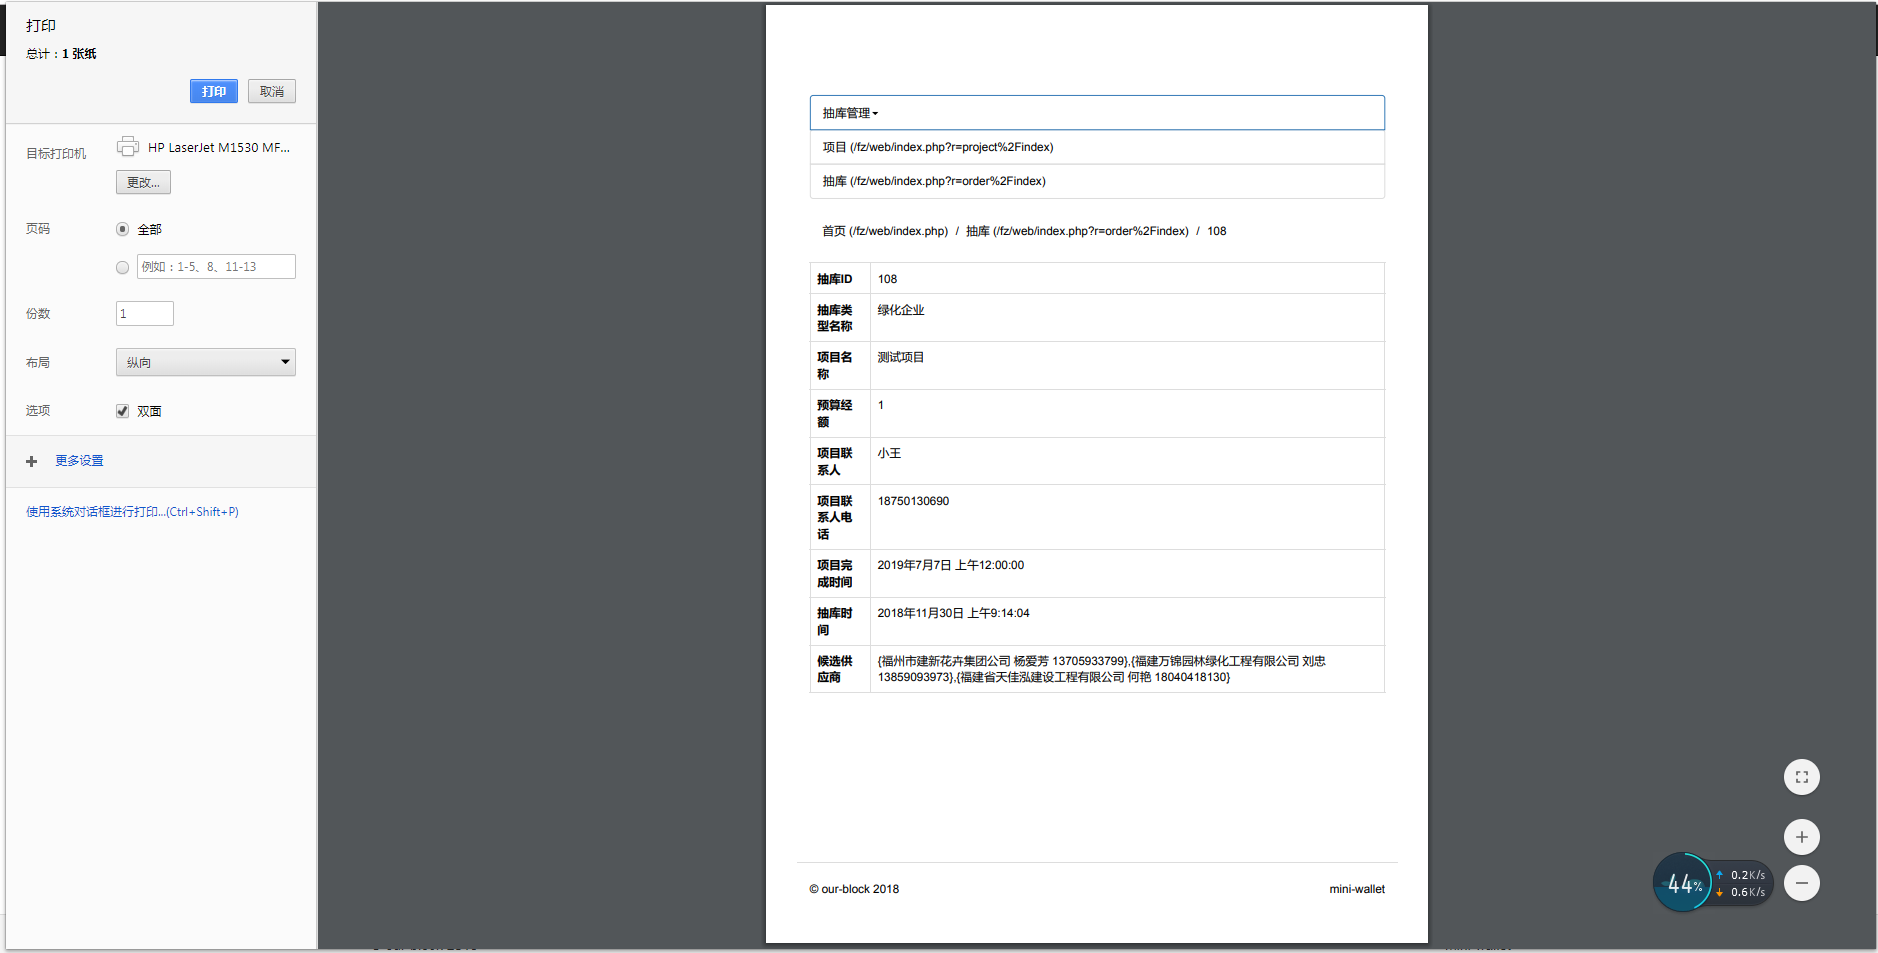 打印
总计：1 张纸
打印
取消
目标打印机
HP LaserJet M1530 MF...
更改...
页码
全部
例如：1-5、8、11-13
份数
1
布局
纵向
选项
双面
更多设置
使用系统对话框进行打印...(Ctrl+Shift+P)
抽库管理
项目 (/fz/web/index.php?r=project%2Findex)
抽库 (/fz/web/index.php?r=order%2Findex)
首页 (/fz/web/index.php) / 抽库 (/fz/web/index.php?r=order%2Findex) / 108
抽库ID 108
抽库类
型名称
绿化企业
项目名
称
测试项目
预算经
额
1
项目联
系人
小王
项目联
系人电
话
18750130690
项目完
成时间
2019年7月7日 上午12:00:00
抽库时
间
2018年11月30日 上午9:14:04
候选供
应商
{福州市建新花卉集团公司 杨爱芳 13705933799},{福建万锦园林绿化工程有限公司 刘忠
13859093973},{福建省天佳泓建设工程有限公司 何艳 18040418130}
© our-block 2018
mini-wallet
44%
0.2K/s
0.6K/s